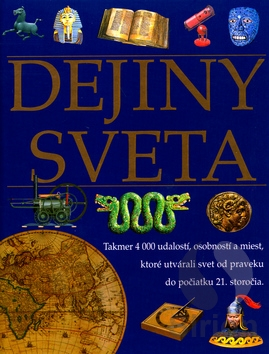 DEJINY
SVETA
Takmer 4 000 udalostí, osobností a miest,
ktoré utvárali svet od praveku
do počiatku 21. storočia.